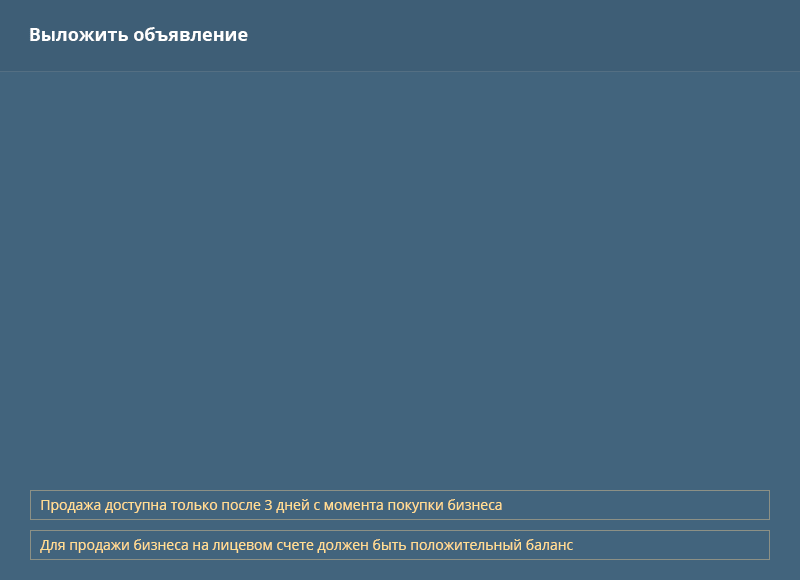 Выложить объявление
Продажа доступна только после 3 дней с момента покупки бизнеса
Для продажи бизнеса на лицевом счете должен быть положительный баланс